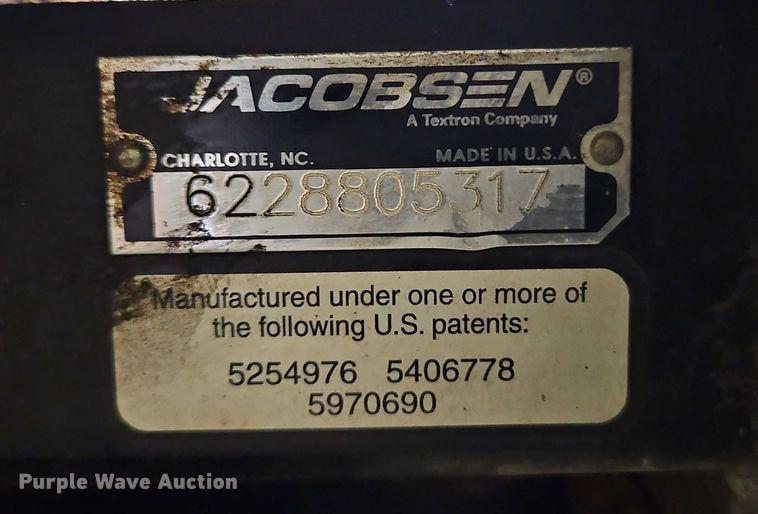 JACOBSEN®
A Textron Company
CHARLOTTE, NC. MADE IN U.S.A.
6228805317
Manufactured under one or more of
the following U.S. patents:
5254976 5406778
5970690
Purple Wave Auction